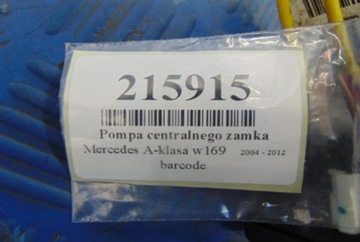 215915
Pompa centralnego zamka
Mercedes A-klasa w169 2004 - 2012
barcode